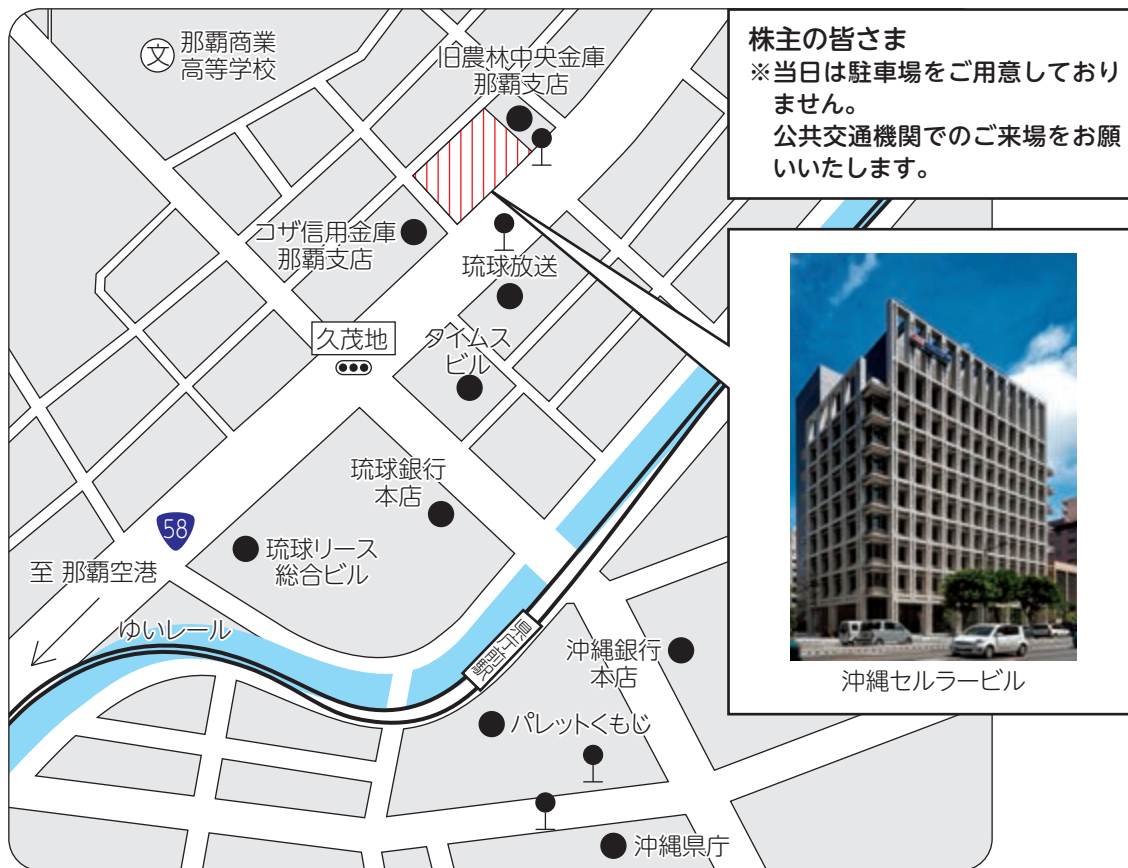 那覇商業
高等学校
文
旧農林中央金庫
那覇支店
株主の皆さま
※当日は駐車場をご用意しており
ません。
公共交通機関でのご来場をお願
いいたします。
コザ信用金庫
那覇支店
琉球放送
久茂地
タイムス
ビル
琉球銀行
本店
58
琉球リース
総合ビル
至 那覇空港
ゆいレール
県庁前駅
沖縄銀行
本店
沖縄セルラービル
パレットくもじ
沖縄県庁